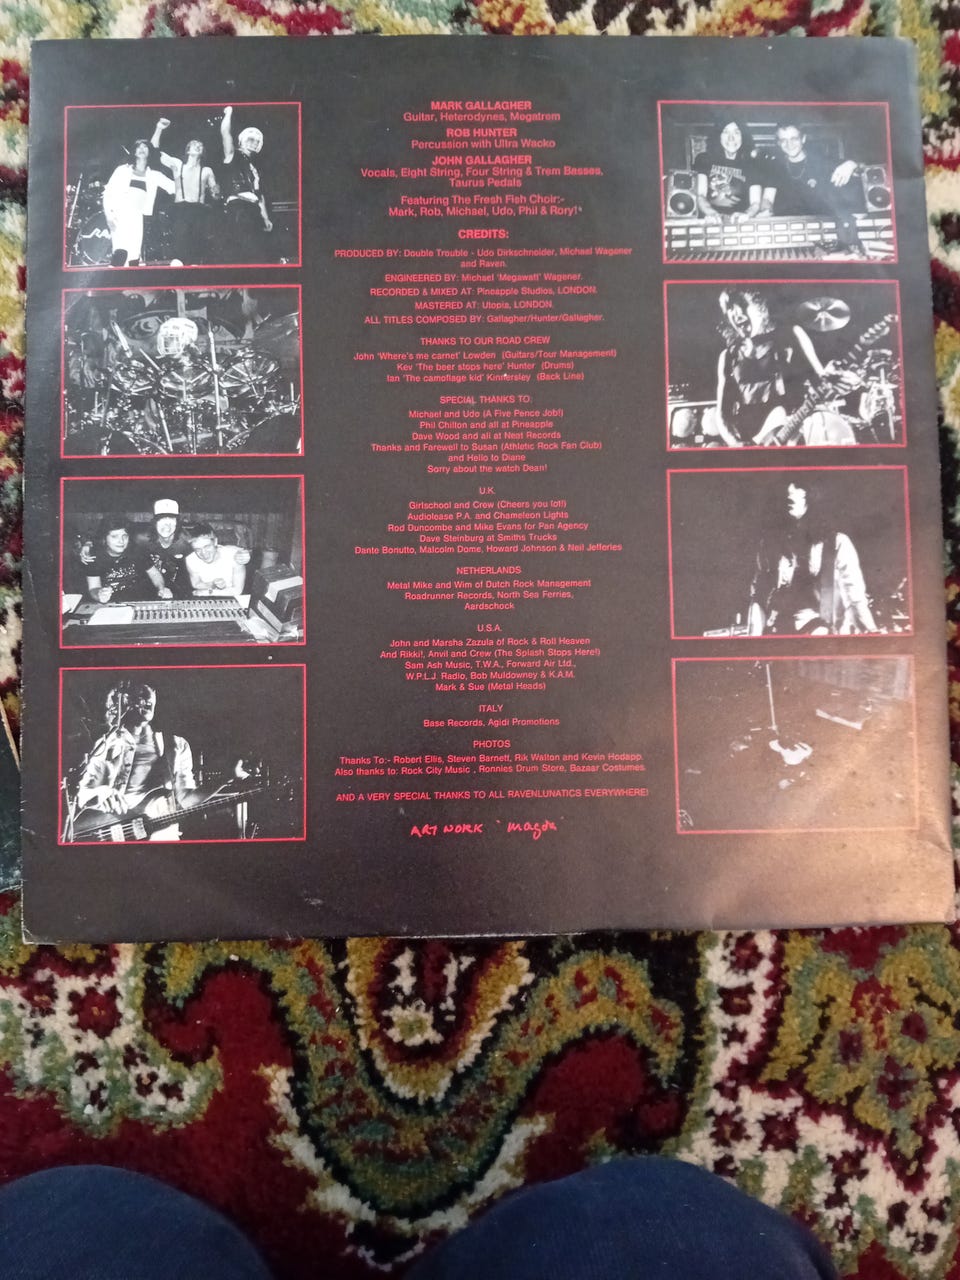 MARK GALLAGHER
Guitar, Heterodynes, Megatrem
ROB HUNTER
Percussion with Ultra Wacko
JOHN GALLAGHER
Vocals, Eight String, Four String & Trem Basses,
Taurus Pedals
Featuring The Fresh Fish Choir:-
Mark, Rob, Michael, Udo, Phil & Rory!*
CREDITS:
PRODUCED BY: Double Trouble - Udo Dirkschneider, Michael Wagener
and Raven.
ENGINEERED BY: Michael 'Megawatt' Wagener.
RECORDED & MIXED AT: Pineapple Studios, LONDON.
MASTERED AT: Utopia, LONDON.
ALL TITLES COMPOSED BY: Gallagher/Hunter/Gallagher.
THANKS TO OUR ROAD CREW
John 'Where's me carnet' Lowden (Guitars/Tour Management)
Kev 'The beer stops here' Hunter (Drums)
Ian 'The camoflage kid' Kinnersley (Back Line)
SPECIAL THANKS TO:
Michael and Udo (A Five Pence Job!)
Phil Chilton and all at Pineapple
Dave Wood and all at Neat Records
Thanks and Farewell to Susan (Athletic Rock Fan Club)
and Hello to Diane
Sorry about the watch Dean!
U.K.
Girlschool and Crew (Cheers you lot!)
Audiolease P.A. and Chameleon Lights
Rod Duncombe and Mike Evans for Pan Agency
Dave Steinburg at Smiths Trucks
Dante Bonutto, Malcolm Dome, Howard Johnson & Neil Jefferies
NETHERLANDS
Metal Mike and Wim of Dutch Rock Management
Roadrunner Records, North Sea Ferries,
Aardschock
U.S.A.
John and Marsha Zazula of Rock & Roll Heaven
And Rikki!, Anvil and Crew (The Splash Stops Here!)
Sam Ash Music, T.W.A., Forward Air Ltd.,
W.P.L.J. Radio, Bob Muldowney & K.A.M.
Mark & Sue (Metal Heads)
ITALY
Base Records, Agidi Promotions
PHOTOS
Thanks To:- Robert Ellis, Steven Barnett, Rik Walton and Kevin Hodapp.
Also thanks to: Rock City Music , Ronnies Drum Store, Bazaar Costumes.
AND A VERY SPECIAL THANKS TO ALL RAVENLUNATICS EVERYWHERE!
ART WORK 'Magda'